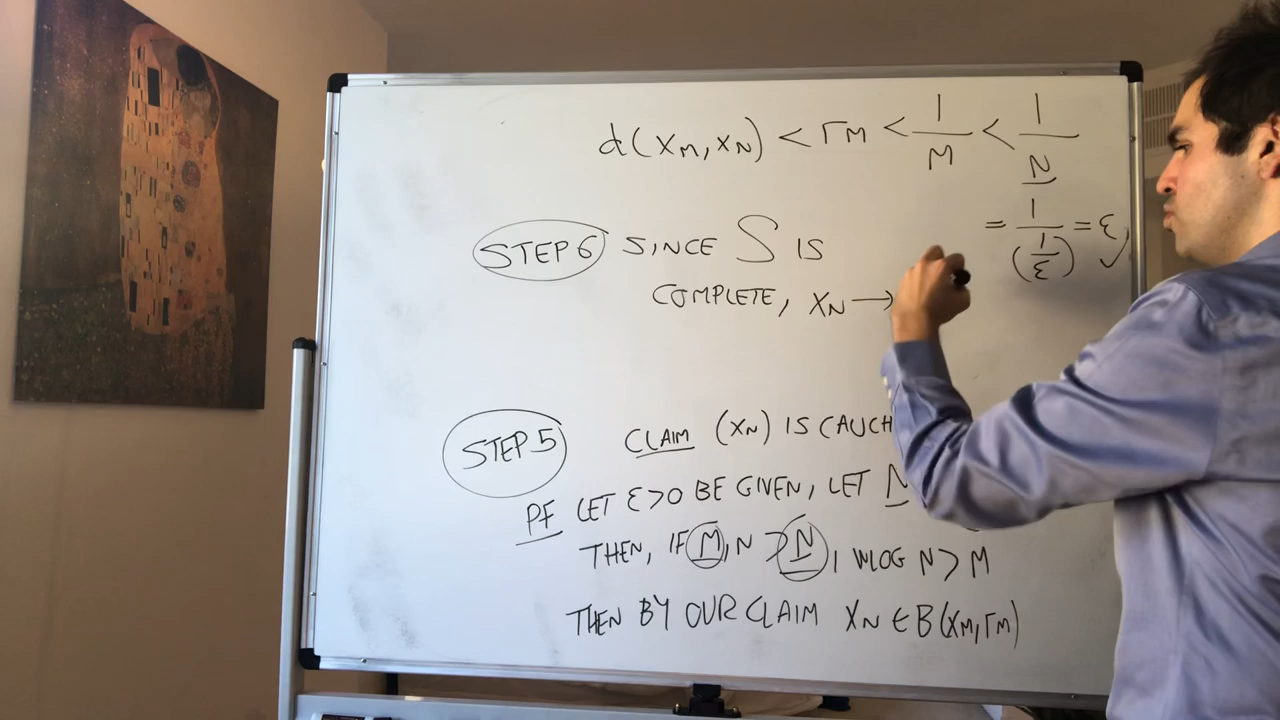 d(xM, xN) < rM < 1/M < 1/N
= 1/(1/ε) = ε ✓
STEP 6 SINCE S IS
COMPLETE, xN →
STEP 5 CLAIM (xN) IS CAUCH
PF LET ε>0 BE GIVEN, LET N
THEN, IF M, N > N, WLOG N > M
THEN BY OUR CLAIM xN ∈ B(xM, rM)